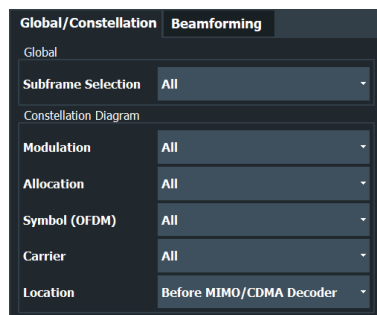 Global/Constellation Beamforming
Global
Subframe Selection All
Constellation Diagram
Modulation All
Allocation All
Symbol (OFDM) All
Carrier All
Location Before MIMO/CDMA Decoder